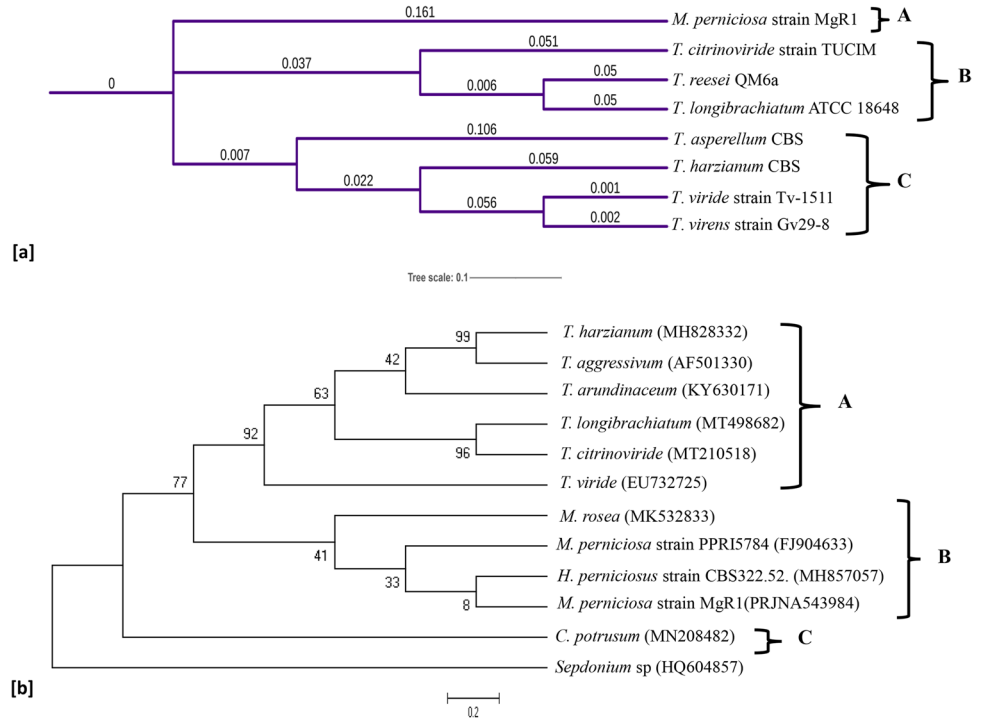 0.161
M. perniciosa strain MgR1
A
0.051
T. citrinoviride strain TUCIM
0.037
0.05
T. reesei QM6a
B
0
0.006
0.05
T. longibrachiatum ATCC 18648
0.106
T. asperellum CBS
0.007
0.059
T. harzianum CBS
0.022
0.001
T. viride strain Tv-1511
C
0.056
0.002
T. virens strain Gv29-8
[a]
Tree scale: 0.1
99
T. harzianum (MH828332)
42
T. aggressivum (AF501330)
63
T. arundinaceum (KY630171)
A
92
T. longibrachiatum (MT498682)
96
T. citrinoviride (MT210518)
77
T. viride (EU732725)
M. rosea (MK532833)
41
M. perniciosa strain PPRI5784 (FJ904633)
B
33
H. perniciosus strain CBS322.52. (MH857057)
8
M. perniciosa strain MgR1(PRJNA543984)
C. potrusum (MN208482)
C
Sepdonium sp (HQ604857)
[b]
0.2